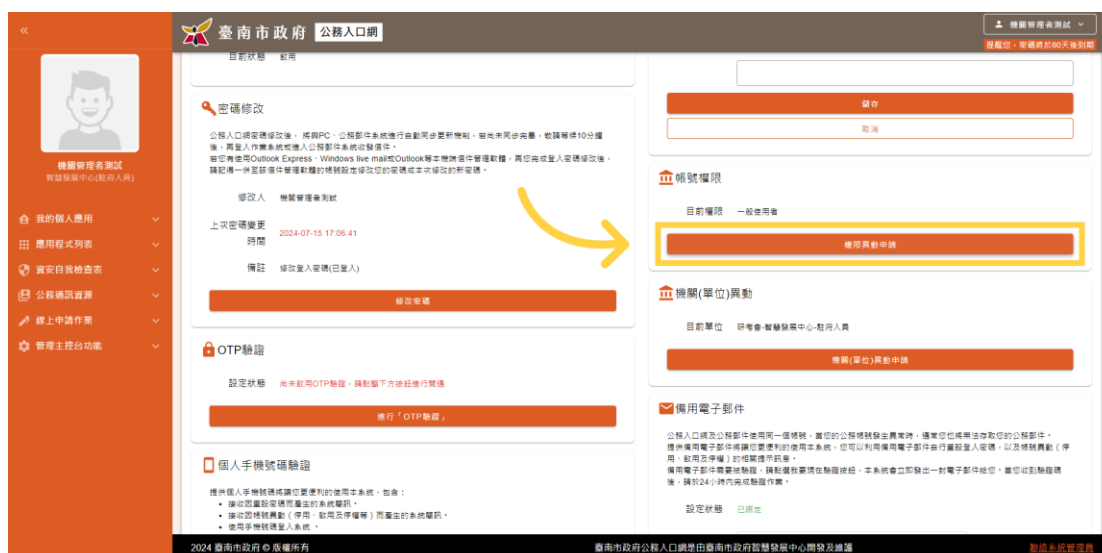 «
臺南市政府 公務入口網
機關管理者測試
提醒您，密碼將於60天後到期
機關管理者測試
智慧發展中心(駐府人員)
我的個人應用
應用程式列表
資安自我檢查表
公務通訊資源
線上申請作業
管理主控台功能
目前狀態 啟用
密碼修改
公務入口網密碼修改後，將與PC、公務郵件系統進行自動同步更新機制，若尚未同步完畢，敬請等候10分鐘
後，再登入作業系統或進入公務郵件系統收發信件。
若您有使用Outlook Express、Windows live mail或Outlook等本機端信件管理軟體，再您完成登入密碼修改後，
請記得一併至該信件管理軟體的帳號設定修改您的密碼成本次修改的新密碼。
修改人 機關管理者測試
上次密碼變更
時間
2024-07-15 17:06:41
備註 修改登入密碼(已登入)
修改密碼
OTP驗證
設定狀態 尚未啟用OTP驗證，請點擊下方按鈕進行開通
進行「OTP驗證」
個人手機號碼驗證
提供個人手機號碼將讓您更便利的使用本系統，包含：
• 接收因重設密碼而產生的系統簡訊。
• 接收因帳號異動（停用、啟用及停權等）而產生的系統簡訊。
• 使用手機號碼登入系統。
儲存
取消
帳號權限
目前權限 一般使用者
權限異動申請
機關(單位)異動
目前單位 研考會-智慧發展中心-駐府人員
機關(單位)異動申請
備用電子郵件
公務入口網及公務郵件使用同一個帳號，當您的公務帳號發生異常時，通常您也將無法存取您的公務郵件。
提供備用電子郵件將讓您更便利的使用本系統，您可以利用備用電子郵件自行重設登入密碼，以及帳號異動（停
用、啟用及停權）的相關提示訊息。
備用電子郵件需要被驗證，請點選我要現在驗證按鈕，本系統會立即發出一封電子郵件給您。當您收到驗證碼
後，請於24小時內完成驗證作業。
設定狀態 已綁定
2024 臺南市政府 © 版權所有
臺南市政府公務入口網是由臺南市政府智慧發展中心開發及維護
聯絡系統管理員